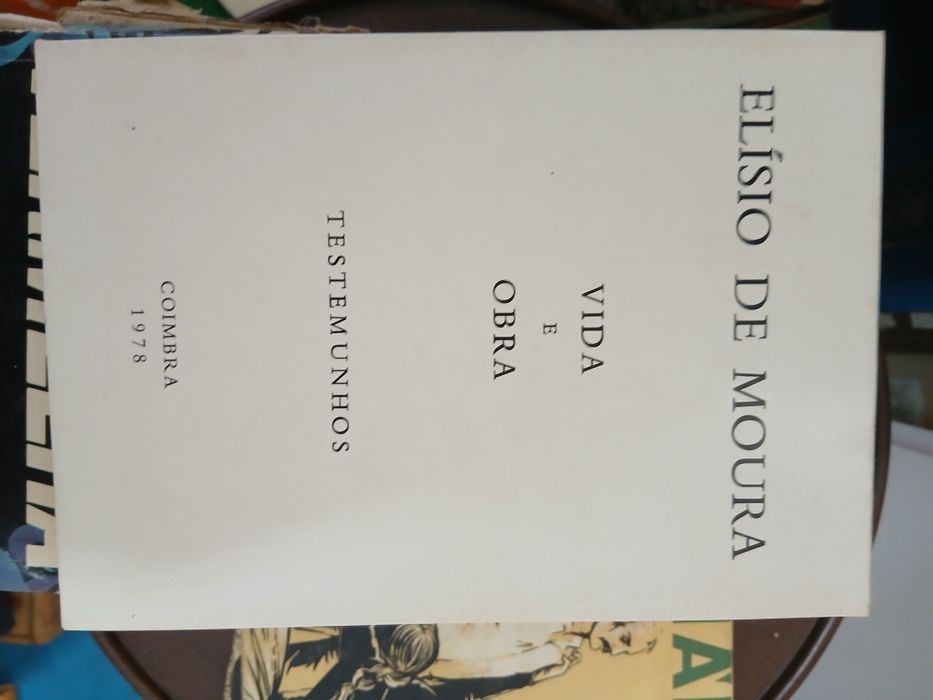 ELÍSIO DE MOURA
VIDA
E
OBRA
TESTEMUNHOS
COIMBRA
1978